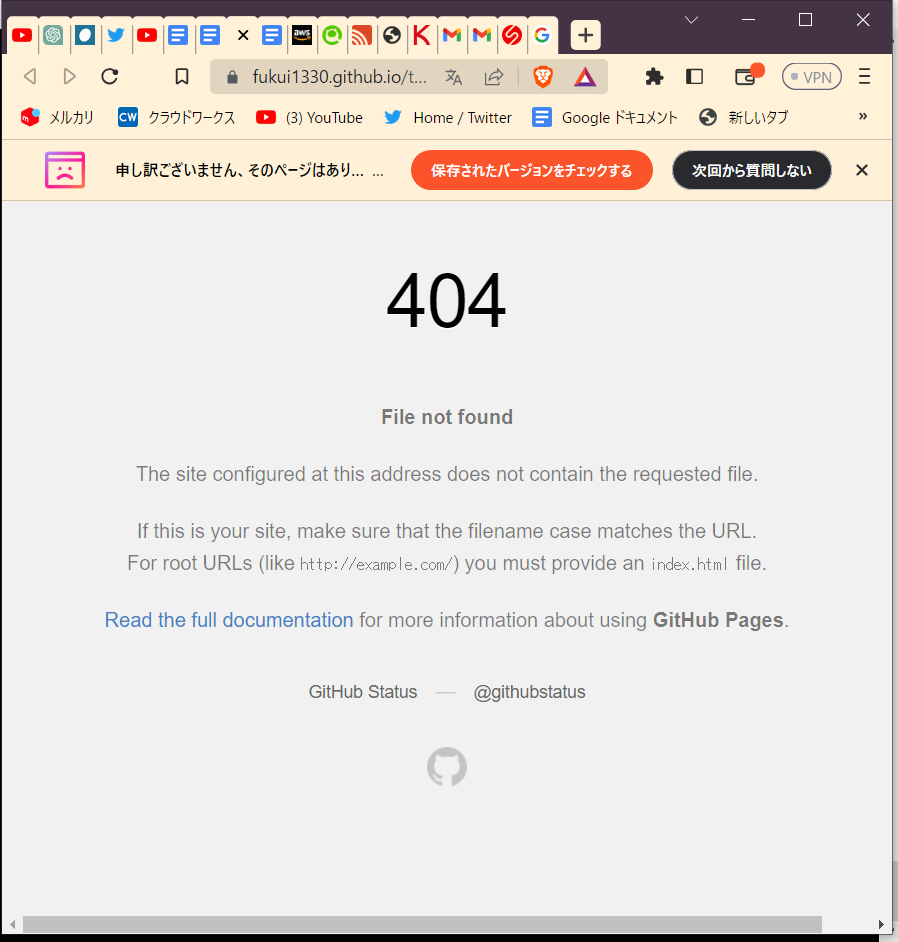 aws
fukui1330.github.io/t...
VPN
メルカリ
CW クラウドワークス
(3) YouTube
Home / Twitter
Google ドキュメント
新しいタブ
»
申し訳ございません、そのページはあり... ...
保存されたバージョンをチェックする
次回から質問しない
404
File not found
The site configured at this address does not contain the requested file.
If this is your site, make sure that the filename case matches the URL.
For root URLs (like http://example.com/) you must provide an index.html file.
Read the full documentation for more information about using GitHub Pages.
GitHub Status — @githubstatus